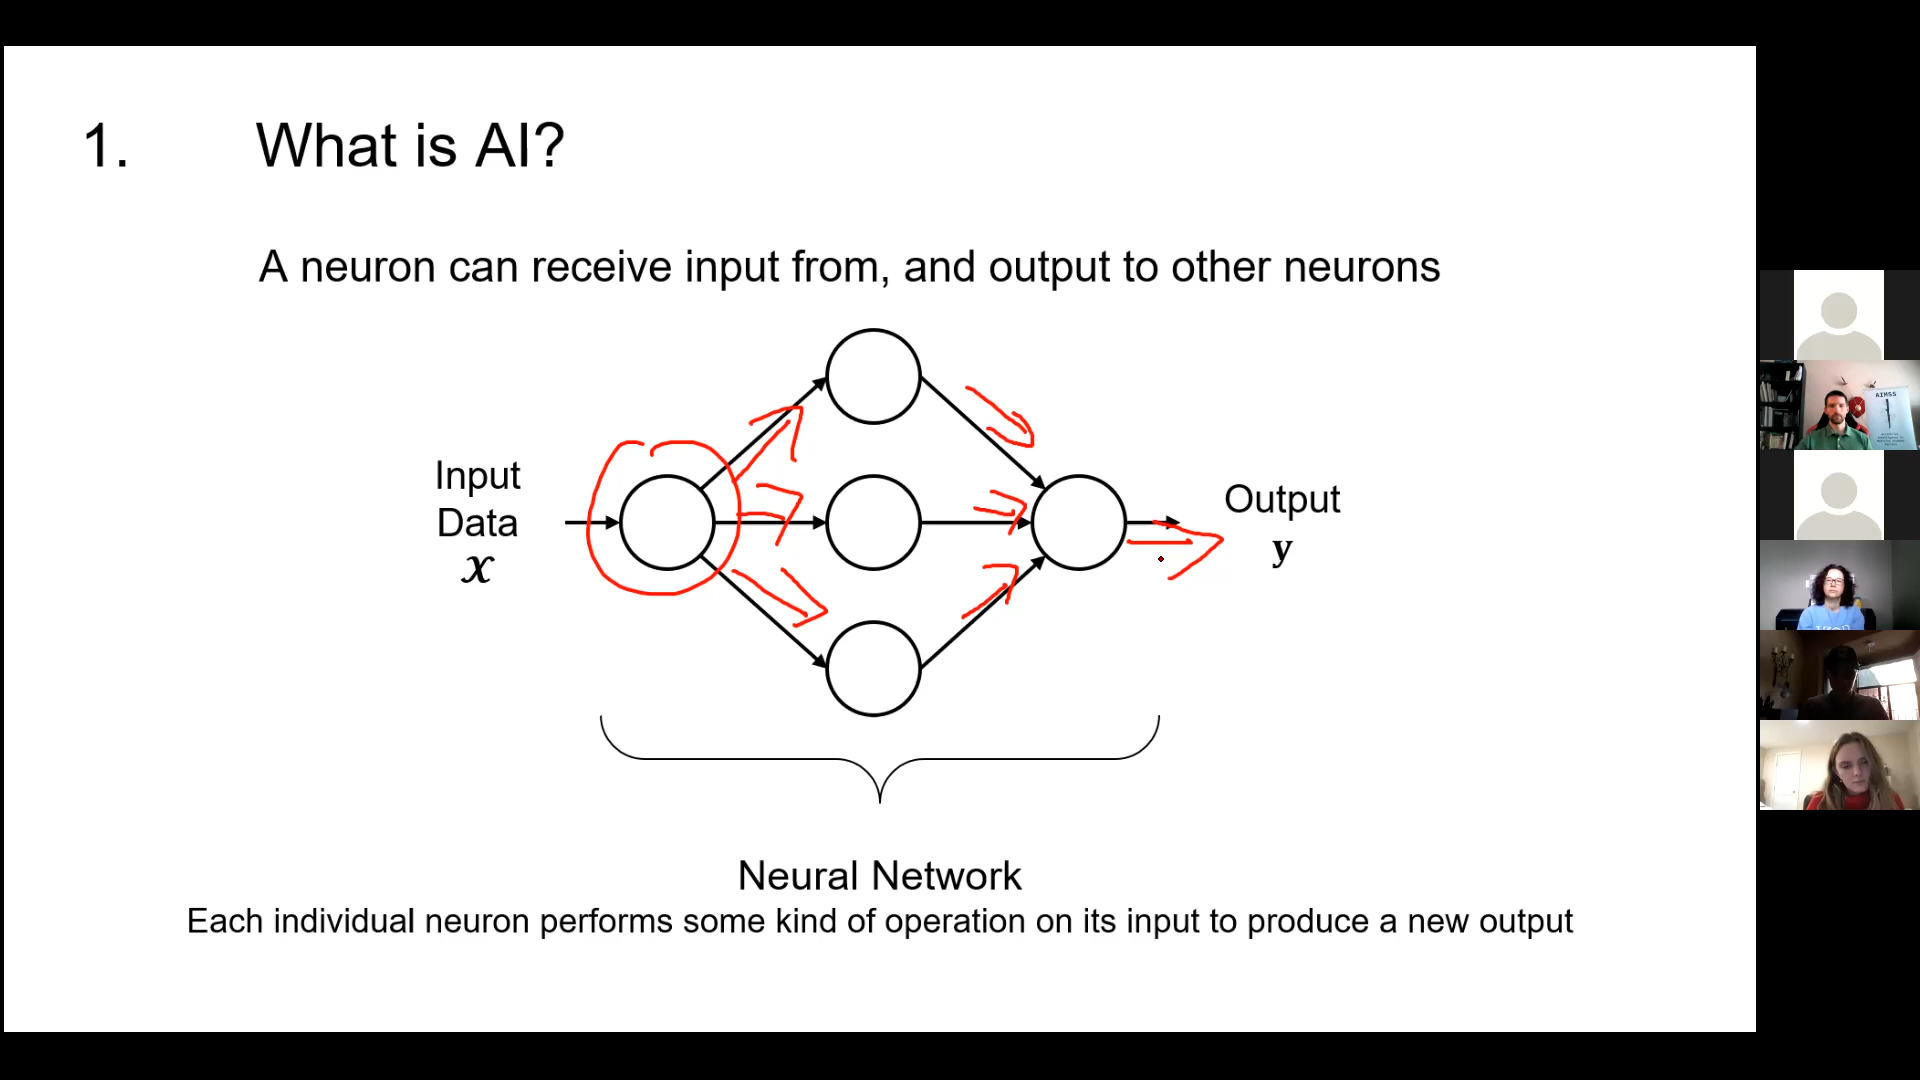 1. What is AI?
A neuron can receive input from, and output to other neurons
Input
Data
x
Output
y
Neural Network
Each individual neuron performs some kind of operation on its input to produce a new output
AIMSS